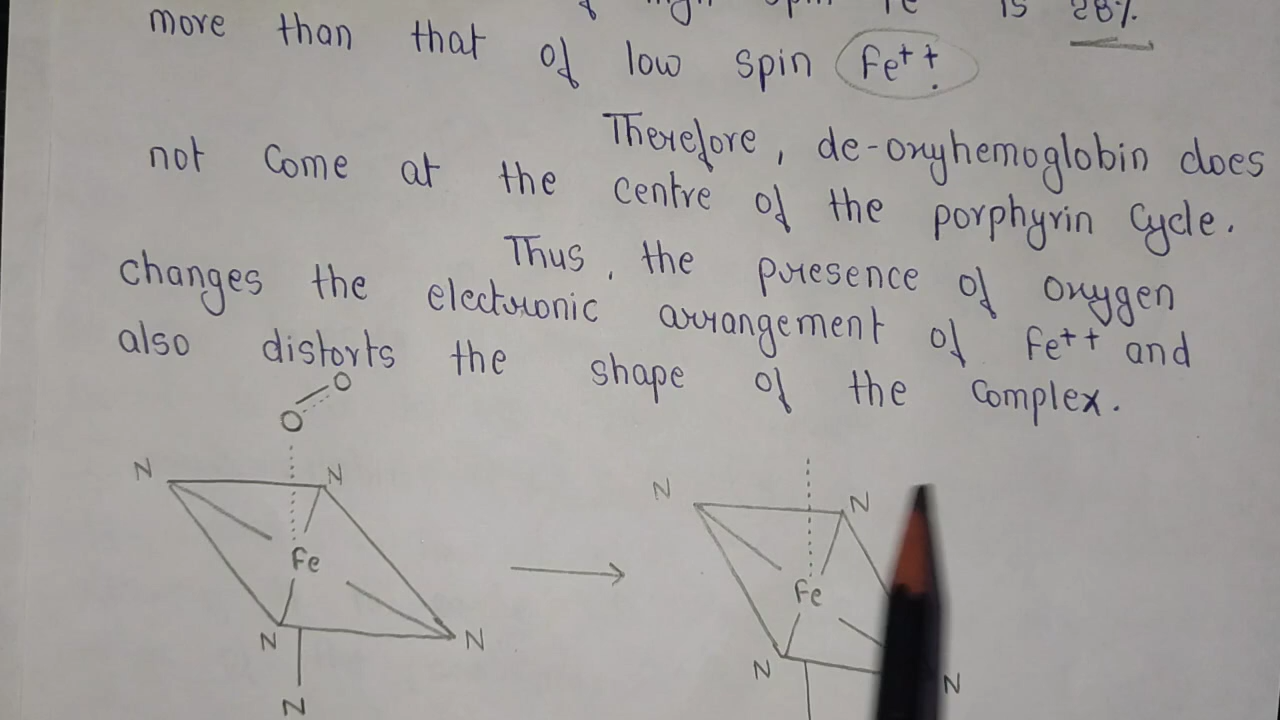 is 28%
more than that of low spin Fe++.
Therefore, de-oxyhemoglobin does
not come at the centre of the porphyrin cycle.
Thus, the presence of oxygen
changes the electronic arrangement of Fe++ and
also distorts the shape of the complex.
O
O
N N
Fe
N N
N
N N
Fe
N N